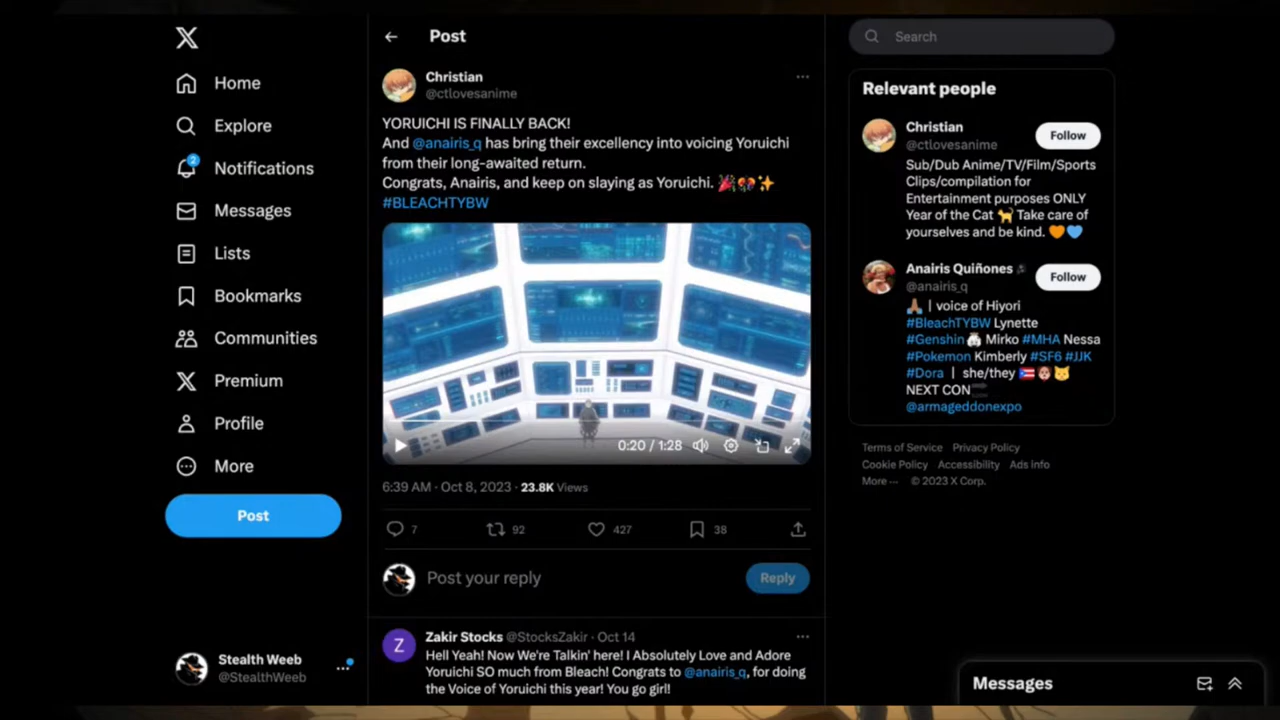 Home
Explore
2
Notifications
Messages
Lists
Bookmarks
Communities
Premium
Profile
More
Post
Stealth Weeb
@StealthWeeb
Post
Christian
@ctlovesanime
YORUICHI IS FINALLY BACK!
And @anairis_q has bring their excellency into voicing Yoruichi
from their long-awaited return.
Congrats, Anairis, and keep on slaying as Yoruichi. 🎉🎊✨
#BLEACHTYBW
0:20 / 1:28
6:39 AM · Oct 8, 2023 · 23.8K Views
7
92
427
38
Post your reply
Reply
Z
Zakir Stocks @StocksZakir · Oct 14
Hell Yeah! Now We're Talkin' here! I Absolutely Love and Adore
Yoruichi SO much from Bleach! Congrats to @anairis_q, for doing
the Voice of Yoruichi this year! You go girl!
Search
Relevant people
Christian
@ctlovesanime
Follow
Sub/Dub Anime/TV/Film/Sports
Clips/compilation for
Entertainment purposes ONLY
Year of the Cat 🐈 Take care of
yourselves and be kind. 🧡💙
Anairis Quiñones
@anairis_q
Follow
🙏🏽 | voice of Hiyori
#BleachTYBW Lynette
#Genshin Mirko #MHA Nessa
#Pokemon Kimberly #SF6 #JJK
#Dora | she/they 🇵🇷
NEXT CON
@armageddonexpo
Terms of Service Privacy Policy
Cookie Policy Accessibility Ads info
More ··· © 2023 X Corp.
Messages